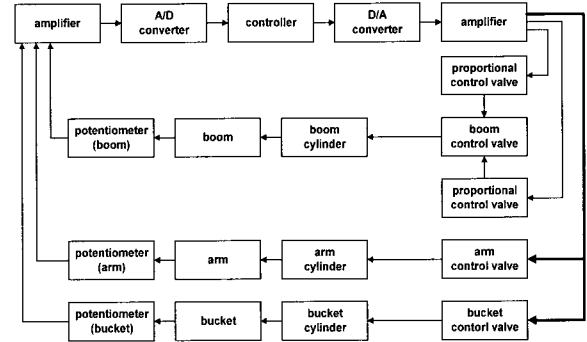 amplifier
A/D
converter
controller
D/A
converter
amplifier
proportional
control valve
potentiometer
(boom)
boom
boom
cylinder
boom
control valve
proportional
control valve
potentiometer
(arm)
arm
arm
cylinder
arm
control valve
potentiometer
(bucket)
bucket
bucket
cylinder
bucket
contorl valve